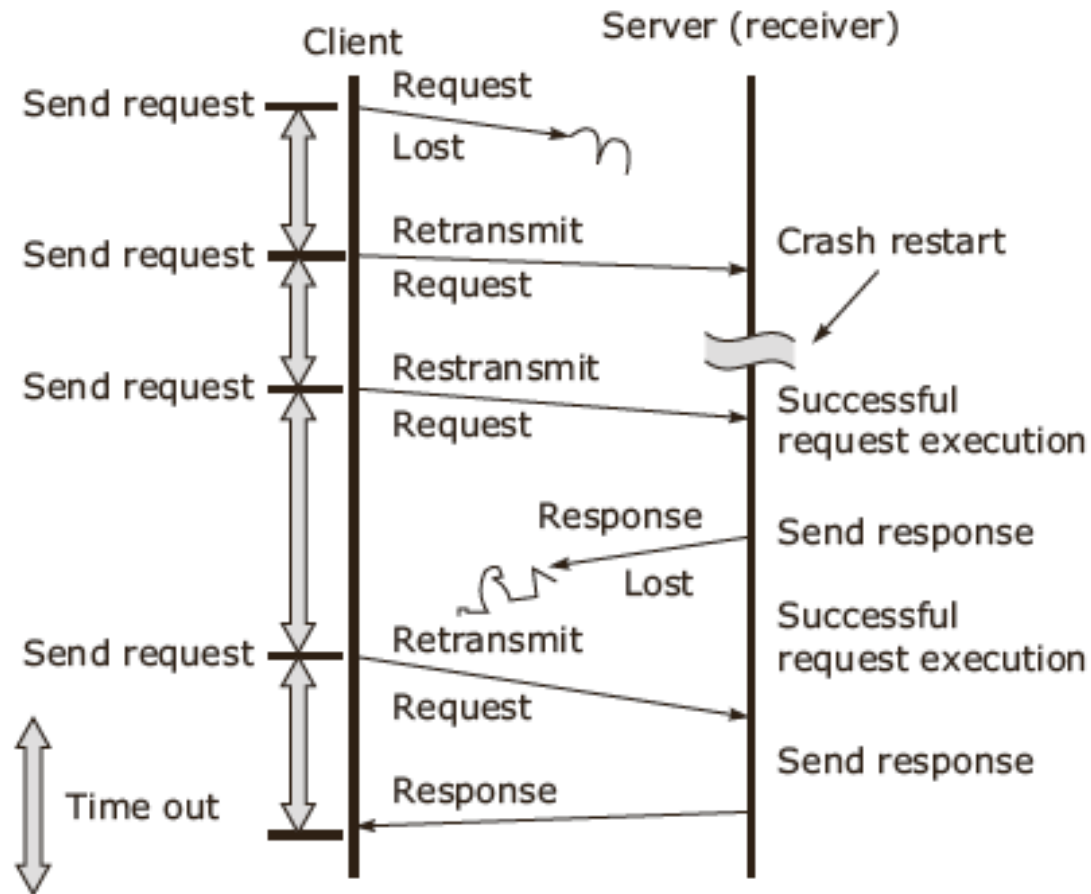 Client
Server (receiver)
Send request
Request
Lost
Send request
Retransmit
Request
Crash restart
Send request
Restransmit
Request
Successful
request execution
Response
Lost
Send response
Send request
Retransmit
Request
Successful
request execution
Send response
Time out
Response